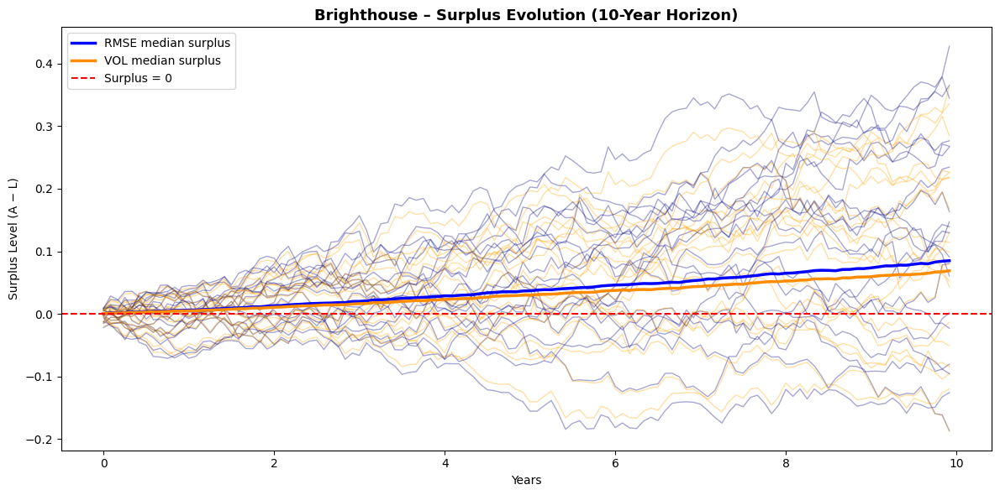 Brighthouse – Surplus Evolution (10-Year Horizon)
RMSE median surplus
VOL median surplus
Surplus = 0
Surplus Level (A − L)
0.4
0.3
0.2
0.1
0.0
−0.1
−0.2
0 2 4 6 8 10
Years